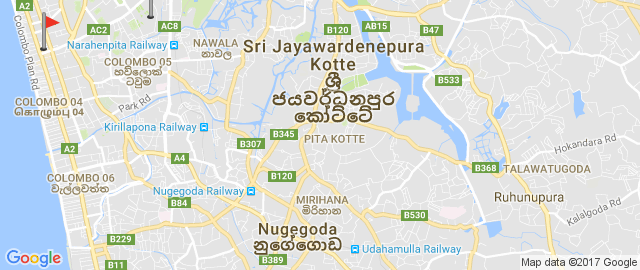 A2
AC2
AC8
B120
AB15
B47
Colombo Plan Rd
Narahenpita Railway
NAWALA
නාවල
Sri Jayawardenepura
Kotte
ශ්‍රී
ජයවර්ධනපුර
කෝට්ටේ
B533
COLOMBO 05
හව්ලොක්
ටවුම
COLOMBO 04
கொழும்பு 04
Park Rd
Kirillapona Railway
A2
B345
PITA KOTTE
B307
A4
Hokandara Rd
B368
TALAWATUGODA
COLOMBO 06
වැල්ලවත්ත
B120
Nugegoda Railway
B84
MIRIHANA
මිරිහාන
B530
Ruhunupura
Kalalgoda Rd
Nugegoda
නුගේගොඩ
B229
Udahamulla Railway
B11
B389
Google
Map data ©2017 Google